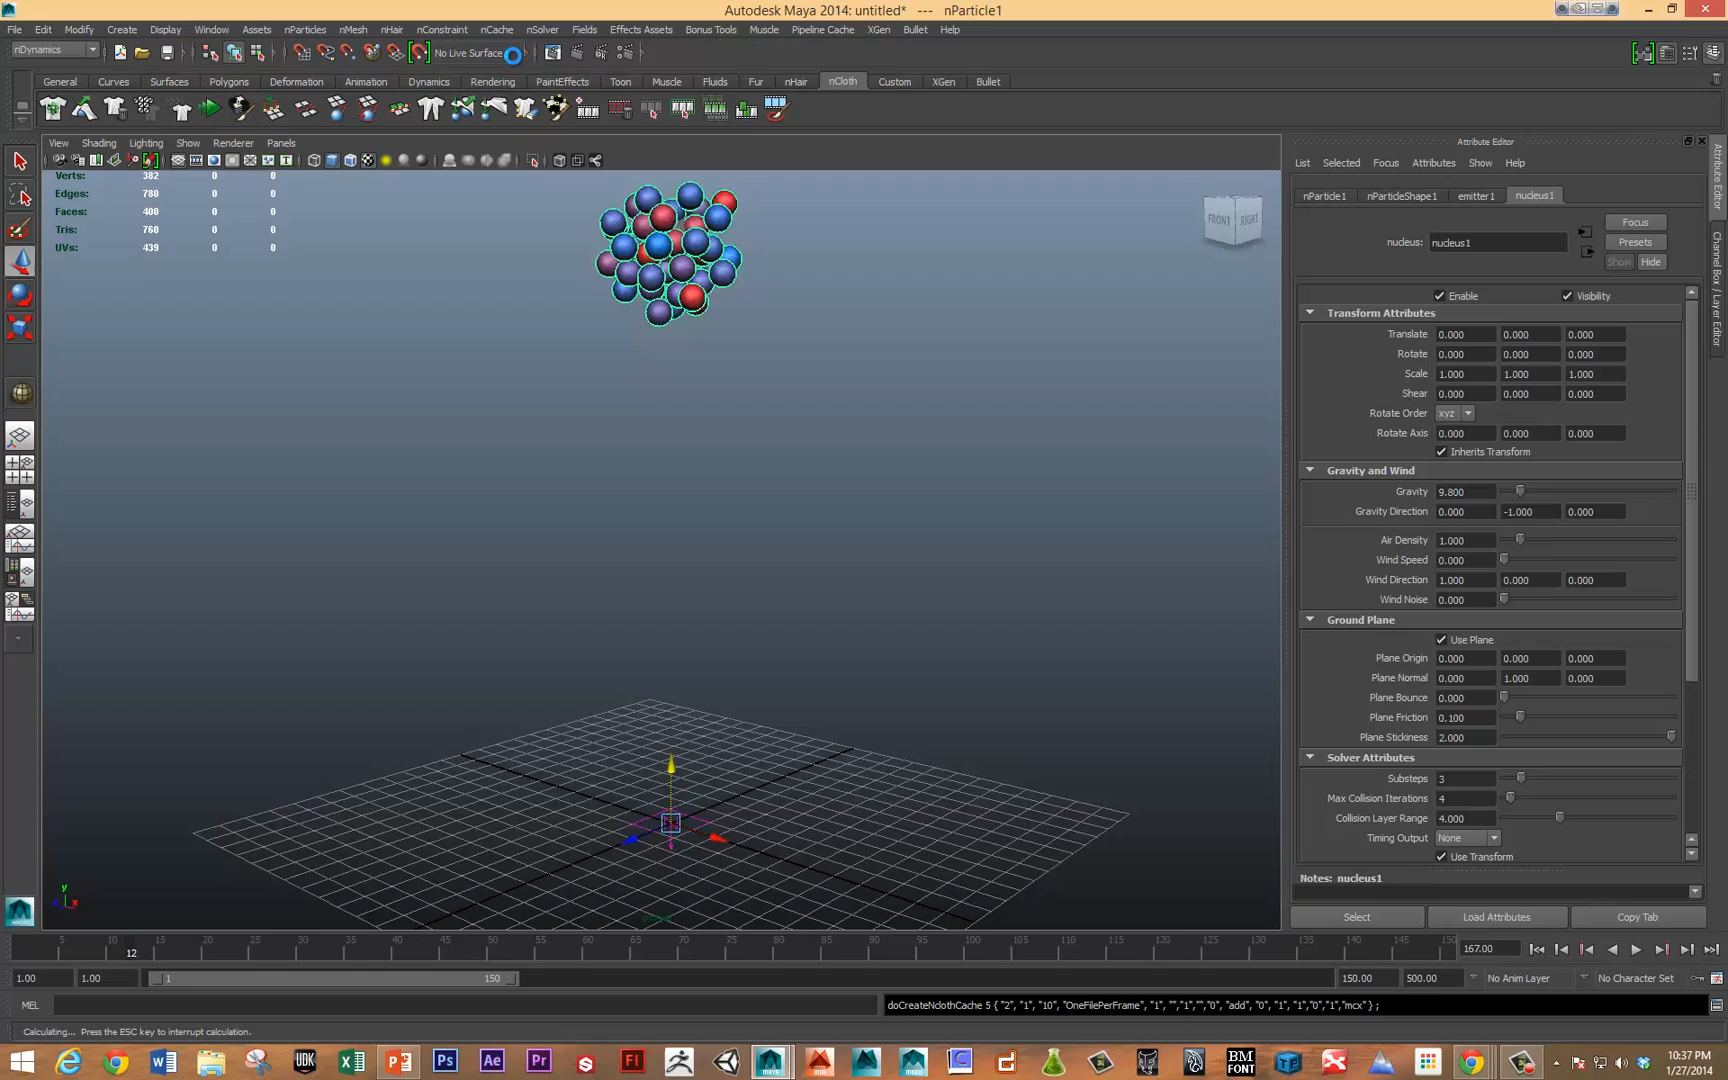 Autodesk Maya 2014: untitled* --- nParticle1
File Edit Modify Create Display Window Assets nParticles nMesh nHair nConstraint nCache nSolver Fields Effects Assets Bonus Tools Muscle Pipeline Cache XGen Bullet Help
nDynamics No Live Surface
General Curves Surfaces Polygons Deformation Animation Dynamics Rendering PaintEffects Toon Muscle Fluids Fur nHair nCloth Custom XGen Bullet
View Shading Lighting Show Renderer Panels
Verts: 382 0 0
Edges: 780 0 0
Faces: 400 0 0
Tris: 760 0 0
UVs: 439 0 0
FRONT RIGHT
y
x
Attribute Editor
List Selected Focus Attributes Show Help
nParticle1 nParticleShape1 emitter1 nucleus1
Focus
nucleus: nucleus1 Presets
Show Hide
Enable Visibility
Transform Attributes
Translate 0.000 0.000 0.000
Rotate 0.000 0.000 0.000
Scale 1.000 1.000 1.000
Shear 0.000 0.000 0.000
Rotate Order xyz
Rotate Axis 0.000 0.000 0.000
Inherits Transform
Gravity and Wind
Gravity 9.800
Gravity Direction 0.000 -1.000 0.000
Air Density 1.000
Wind Speed 0.000
Wind Direction 1.000 0.000 0.000
Wind Noise 0.000
Ground Plane
Use Plane
Plane Origin 0.000 0.000 0.000
Plane Normal 0.000 1.000 0.000
Plane Bounce 0.000
Plane Friction 0.100
Plane Stickiness 2.000
Solver Attributes
Substeps 3
Max Collision Iterations 4
Collision Layer Range 4.000
Timing Output None
Use Transform
Notes: nucleus1
Select Load Attributes Copy Tab
Attribute Editor
Channel Box / Layer Editor
5 10 15 20 25 30 35 40 45 50 55 60 65 70 75 80 85 90 95 100 105 110 115 120 125 130 135 140 145 150
12
167.00
1.00 1.00 1 150 150.00 500.00 No Anim Layer No Character Set
MEL doCreateNclothCache 5 { "2", "1", "10", "OneFilePerFrame", "1", "","1","","0", "add", "0", "1", "1","0","1","mcx" } ;
Calculating... Press the ESC key to interrupt calculation.
UDK Ps Ae Pr Fl BM FONT
10:37 PM
1/27/2014